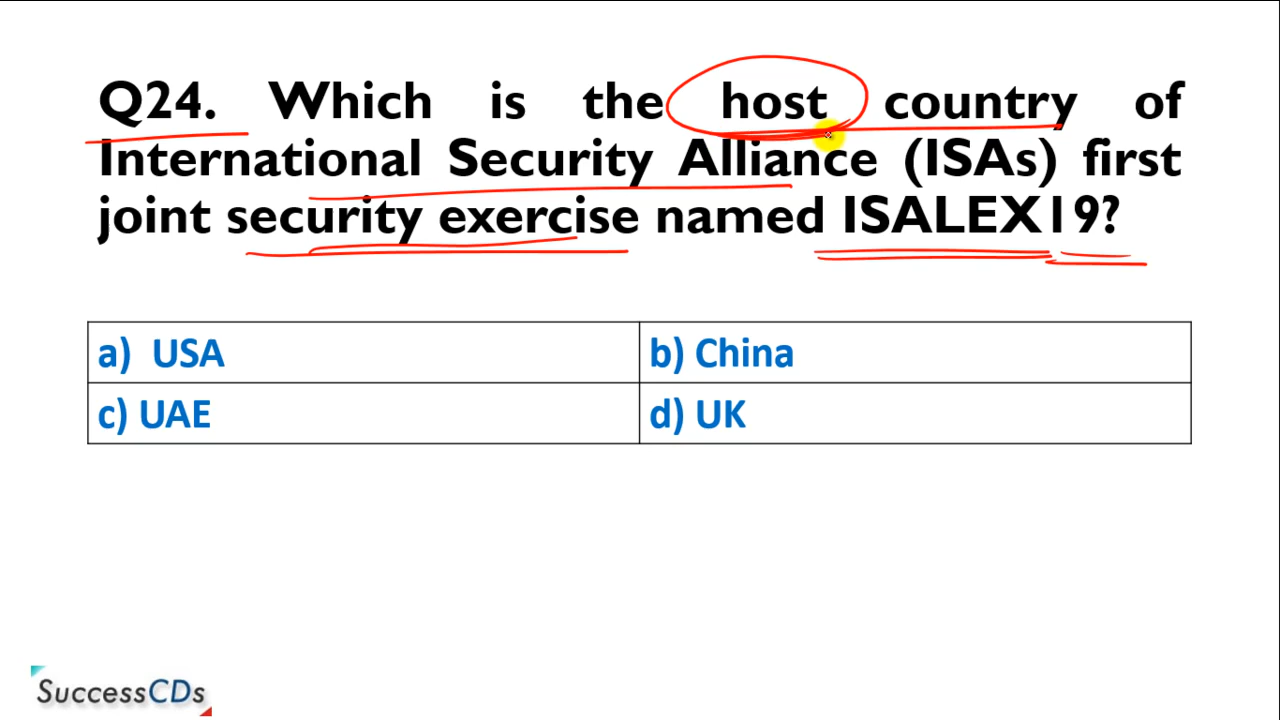 Q24. Which is the host country of
International Security Alliance (ISAs) first
joint security exercise named ISALEX19?
a) USA
b) China
c) UAE
d) UK
SuccessCDs